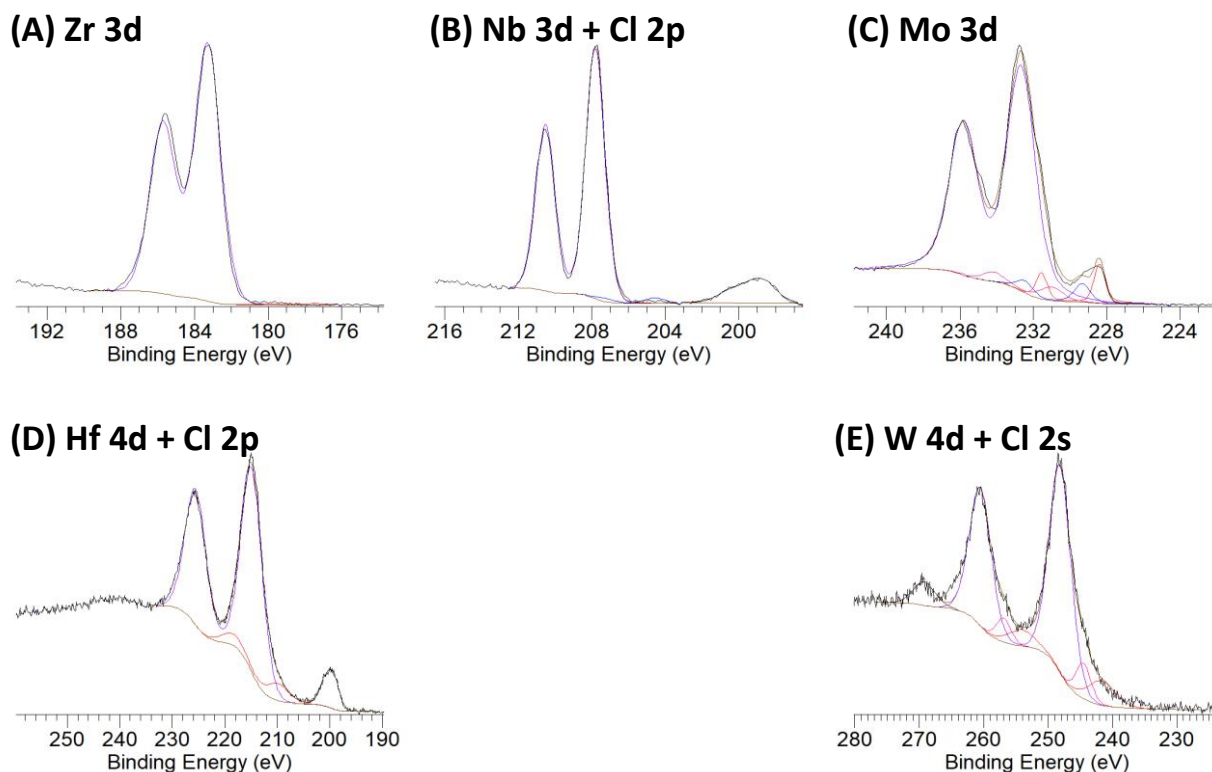 (A) Zr 3d
(B) Nb 3d + Cl 2p
(C) Mo 3d
192 188 184 180 176
Binding Energy (eV)
216 212 208 204 200
Binding Energy (eV)
240 236 232 228 224
Binding Energy (eV)
(D) Hf 4d + Cl 2p
(E) W 4d + Cl 2s
250 240 230 220 210 200 190
Binding Energy (eV)
280 270 260 250 240 230
Binding Energy (eV)